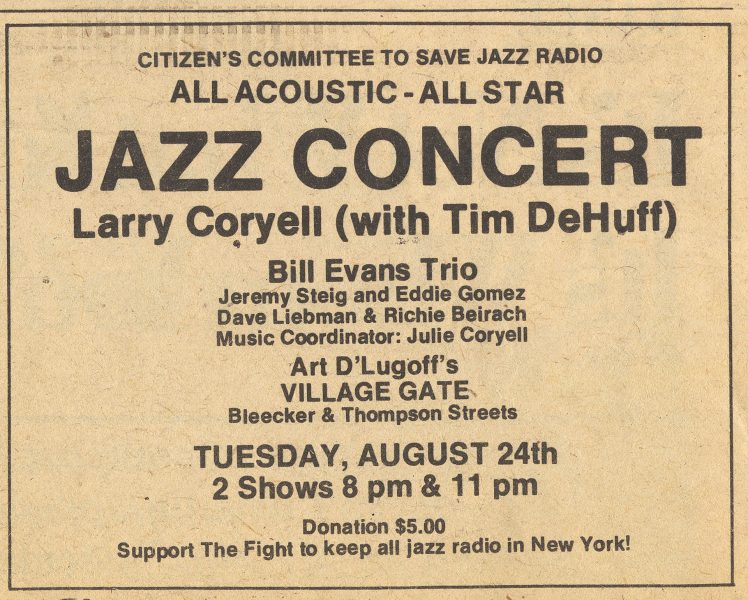 CITIZEN'S COMMITTEE TO SAVE JAZZ RADIO
ALL ACOUSTIC - ALL STAR
JAZZ CONCERT
Larry Coryell (with Tim DeHuff)
Bill Evans Trio
Jeremy Steig and Eddie Gomez
Dave Liebman & Richie Beirach
Music Coordinator: Julie Coryell
Art D'Lugoff's
VILLAGE GATE
Bleecker & Thompson Streets
TUESDAY, AUGUST 24th
2 Shows 8 pm & 11 pm
Donation $5.00
Support The Fight to keep all jazz radio in New York!